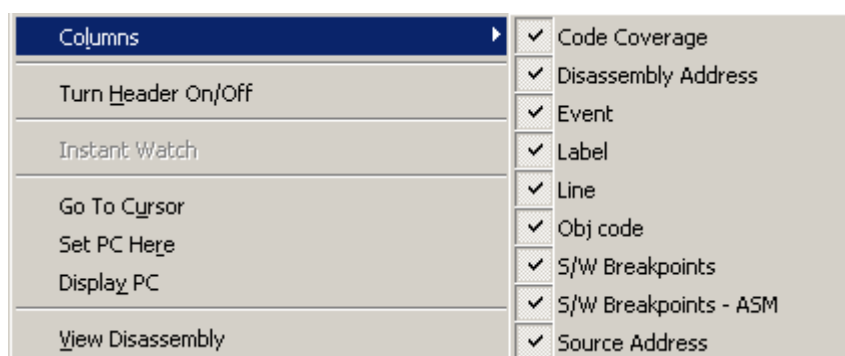 Columns
Turn Header On/Off
Instant Watch
Go To Cursor
Set PC Here
Display PC
View Disassembly
Code Coverage
Disassembly Address
Event
Label
Line
Obj code
S/W Breakpoints
S/W Breakpoints - ASM
Source Address